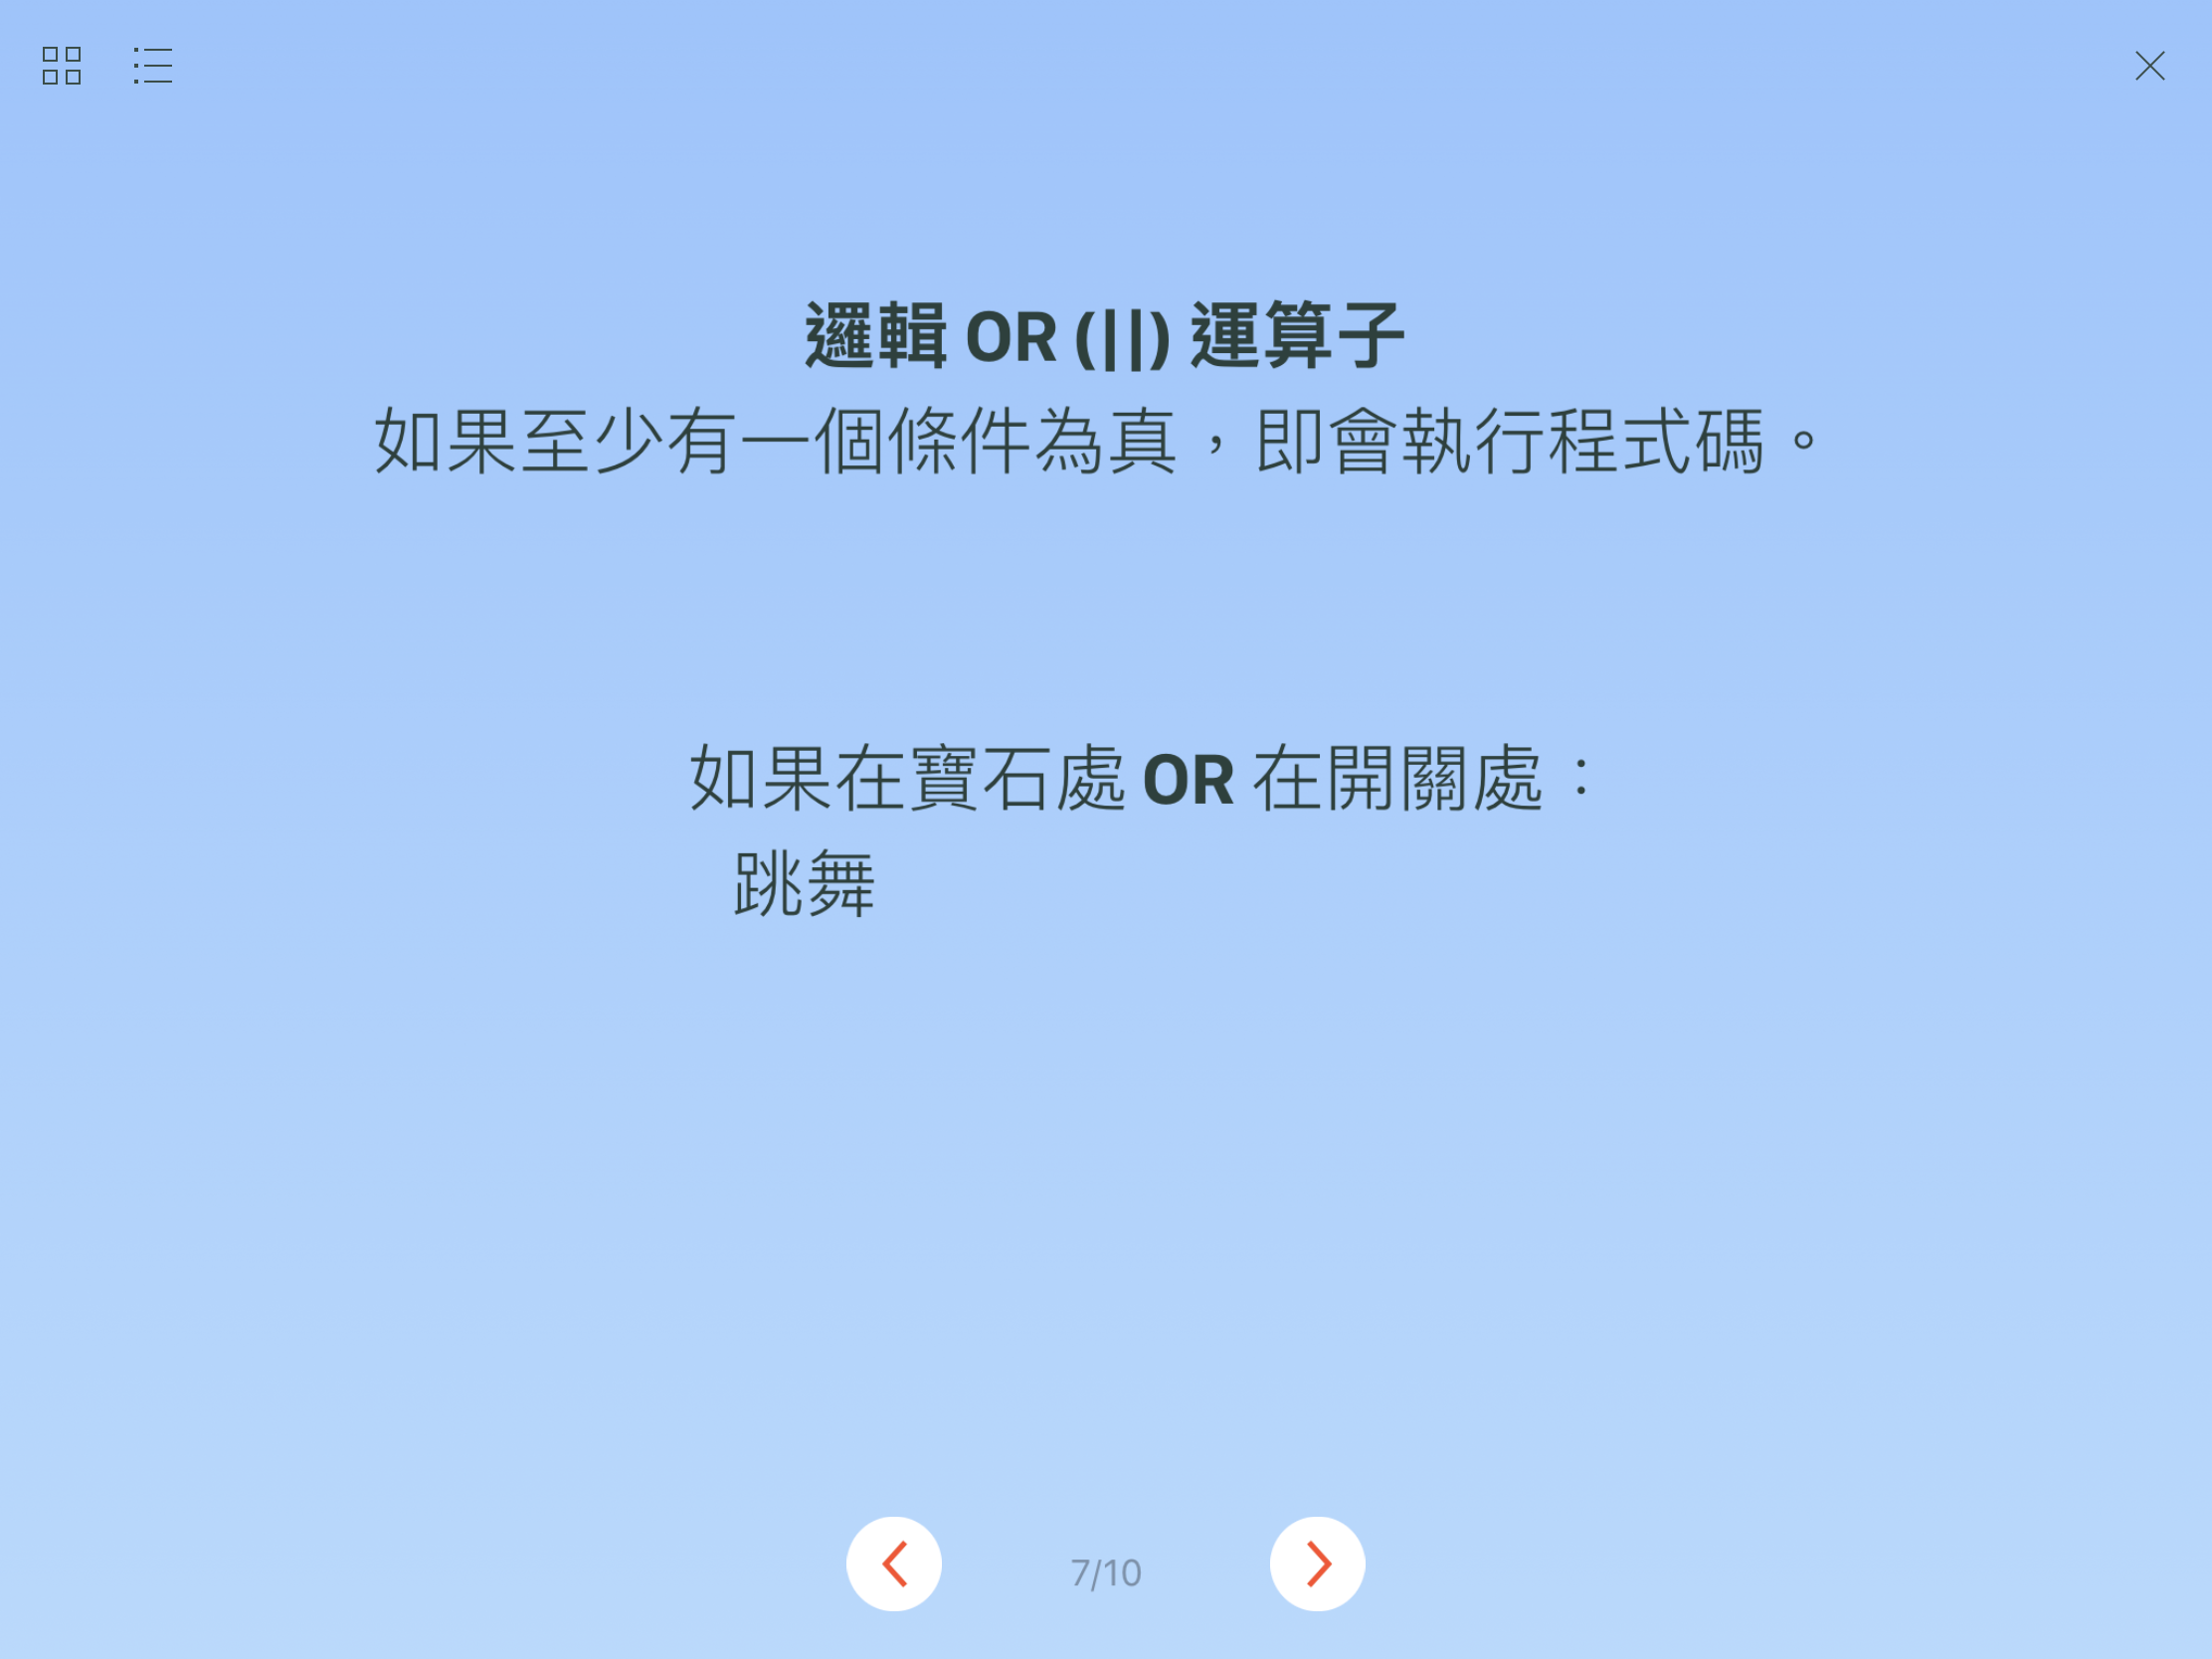 邏輯 OR (||) 運算子
如果至少有一個條件為真，即會執行程式碼。
如果在寶石處 OR 在開關處：
跳舞
7/10